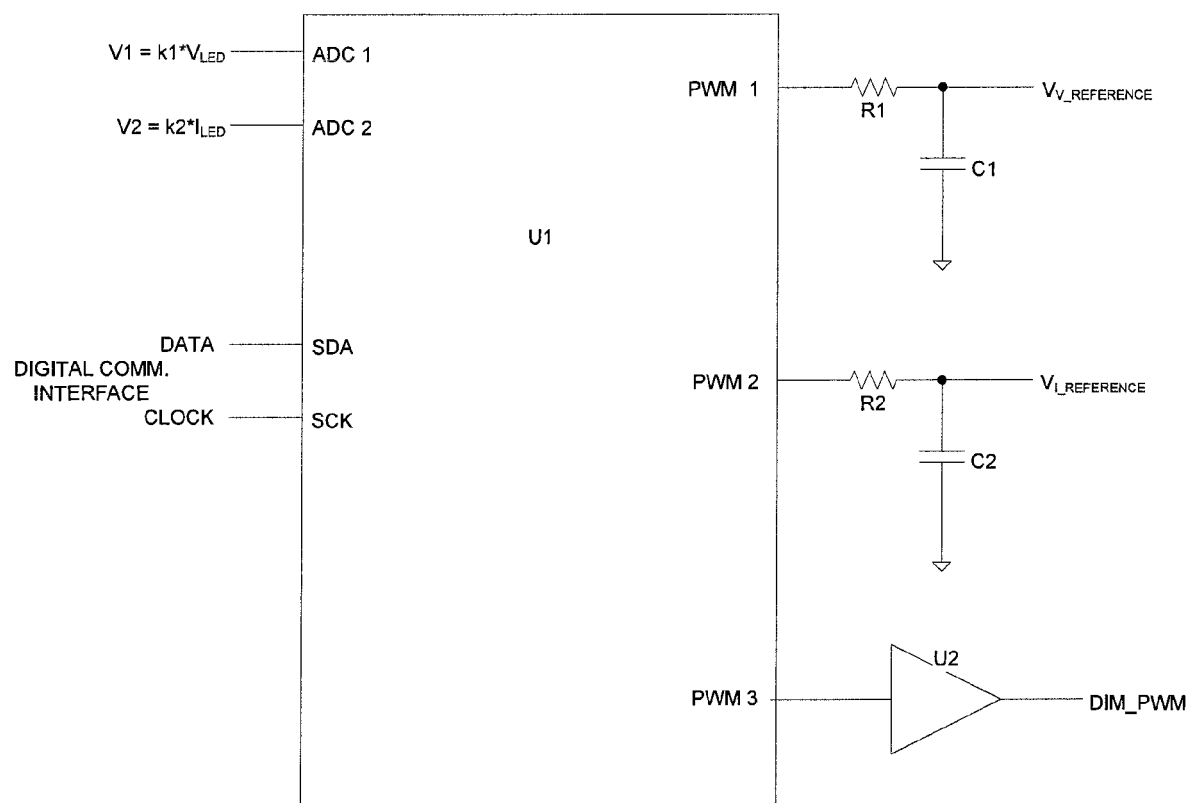 V1 = k1*VLED
ADC 1
V2 = k2*ILED
ADC 2
PWM 1
R1
VV_REFERENCE
C1
U1
DATA
SDA
DIGITAL COMM.
INTERFACE
CLOCK
SCK
PWM 2
R2
VI_REFERENCE
C2
PWM 3
U2
DIM_PWM